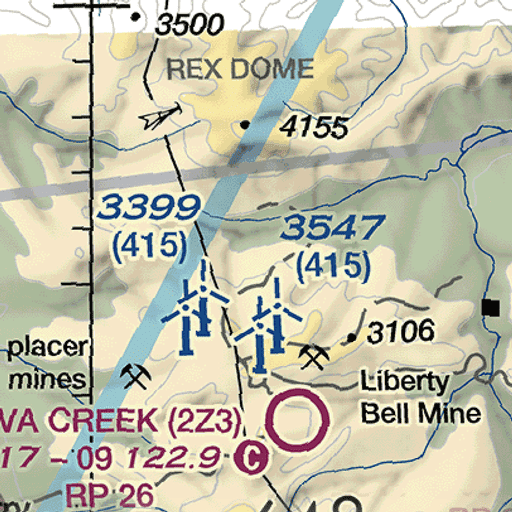 3500
REX DOME
4155
3399
(415)
3547
(415)
3106
placer
mines
Liberty
Bell Mine
VA CREEK (2Z3)
17 - 09 122.9
C
RP 26